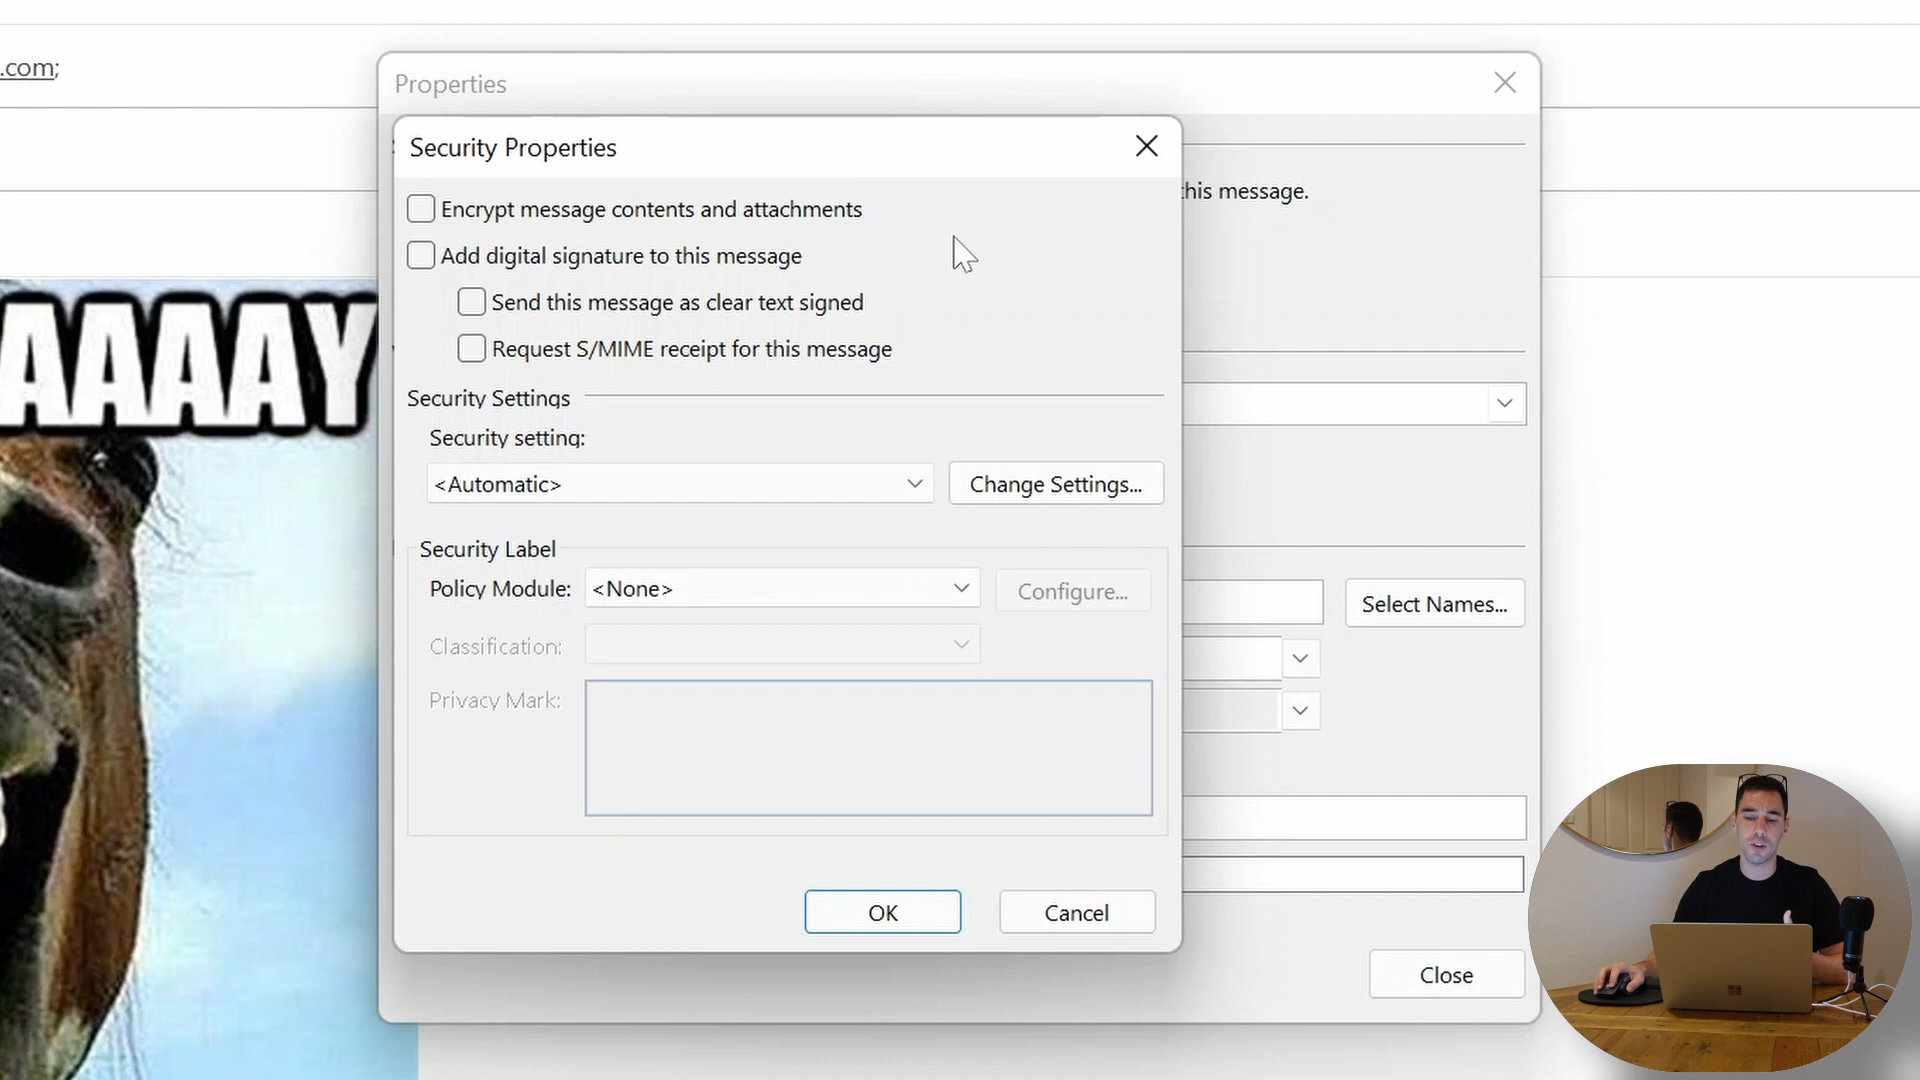 .com;
Properties
Security Properties
this message.
Encrypt message contents and attachments
Add digital signature to this message
Send this message as clear text signed
Request S/MIME receipt for this message
Security Settings
Security setting:
<Automatic>
Change Settings...
Security Label
Policy Module:
<None>
Configure...
Select Names...
Classification:
Privacy Mark:
OK
Cancel
Close
AAAAAY